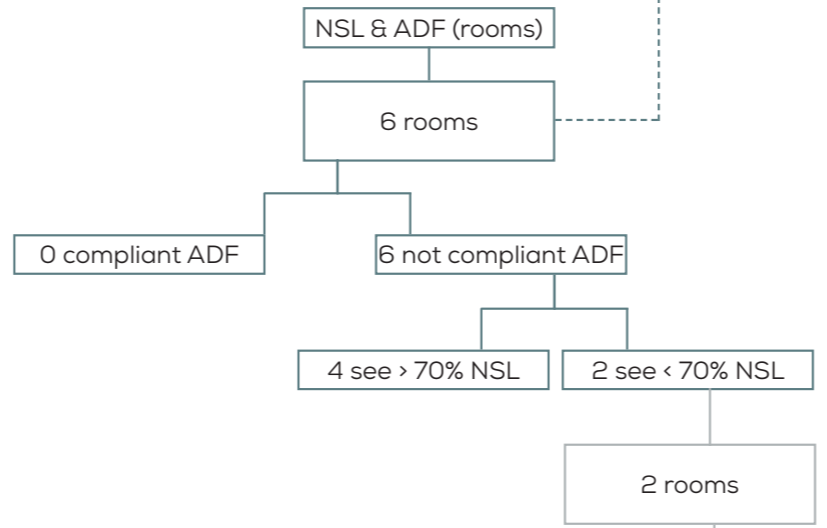 NSL & ADF (rooms)
6 rooms
0 compliant ADF
6 not compliant ADF
4 see > 70% NSL
2 see < 70% NSL
2 rooms